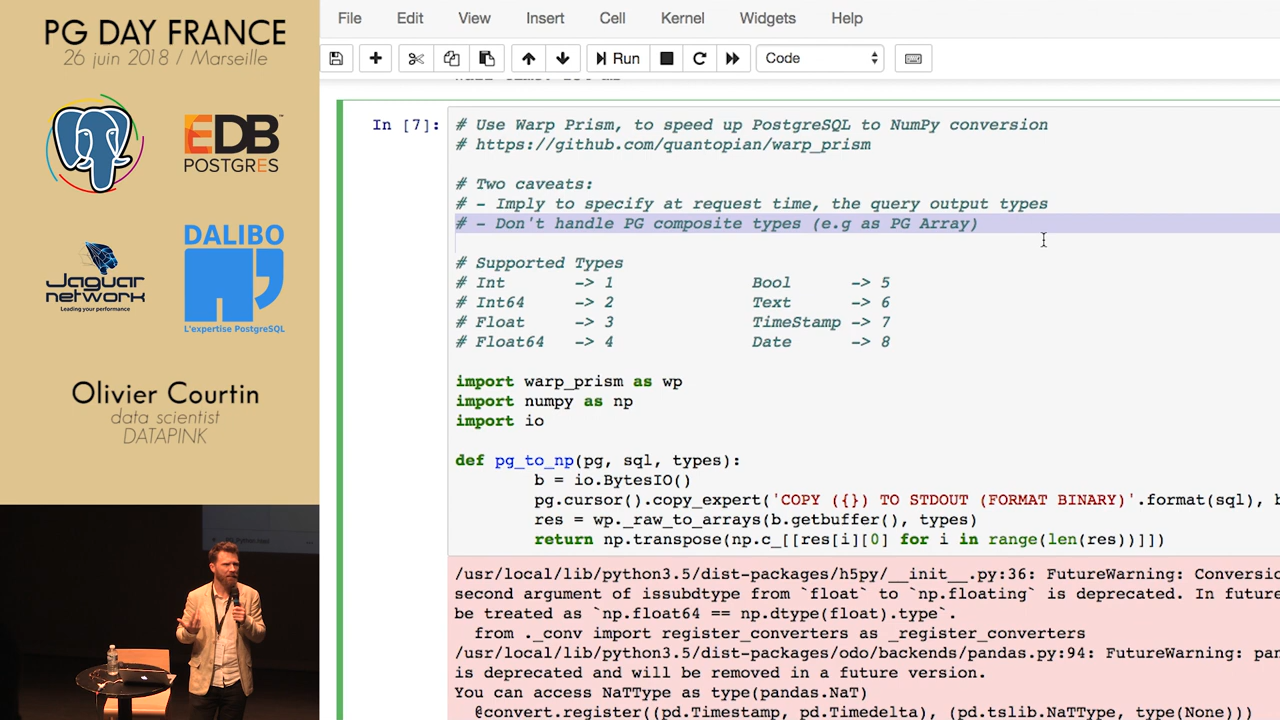 PG DAY FRANCE
26 juin 2018 / Marseille
EDB
POSTGRES
Jaguar
network
Leading your performance
DALIBO
L'expertise PostgreSQL
Olivier Courtin
data scientist
DATAPINK
File Edit View Insert Cell Kernel Widgets Help
Run Code
In [7]:
# Use Warp Prism, to speed up PostgreSQL to NumPy conversion
# https://github.com/quantopian/warp_prism
# Two caveats:
# - Imply to specify at request time, the query output types
# - Don't handle PG composite types (e.g as PG Array)
# Supported Types
# Int -> 1 Bool -> 5
# Int64 -> 2 Text -> 6
# Float -> 3 TimeStamp -> 7
# Float64 -> 4 Date -> 8
import warp_prism as wp
import numpy as np
import io
def pg_to_np(pg, sql, types):
b = io.BytesIO()
pg.cursor().copy_expert('COPY ({}) TO STDOUT (FORMAT BINARY)'.format(sql), b
res = wp._raw_to_arrays(b.getbuffer(), types)
return np.transpose(np.c_[[res[i][0] for i in range(len(res))]])
/usr/local/lib/python3.5/dist-packages/h5py/__init__.py:36: FutureWarning: Conversio
second argument of issubdtype from `float` to `np.floating` is deprecated. In future
be treated as `np.float64 == np.dtype(float).type`.
from ._conv import register_converters as _register_converters
/usr/local/lib/python3.5/dist-packages/odo/backends/pandas.py:94: FutureWarning: pan
is deprecated and will be removed in a future version.
You can access NaTType as type(pandas.NaT)
@convert.register((pd.Timestamp, pd.Timedelta), (pd.tslib.NaTType, type(None)))